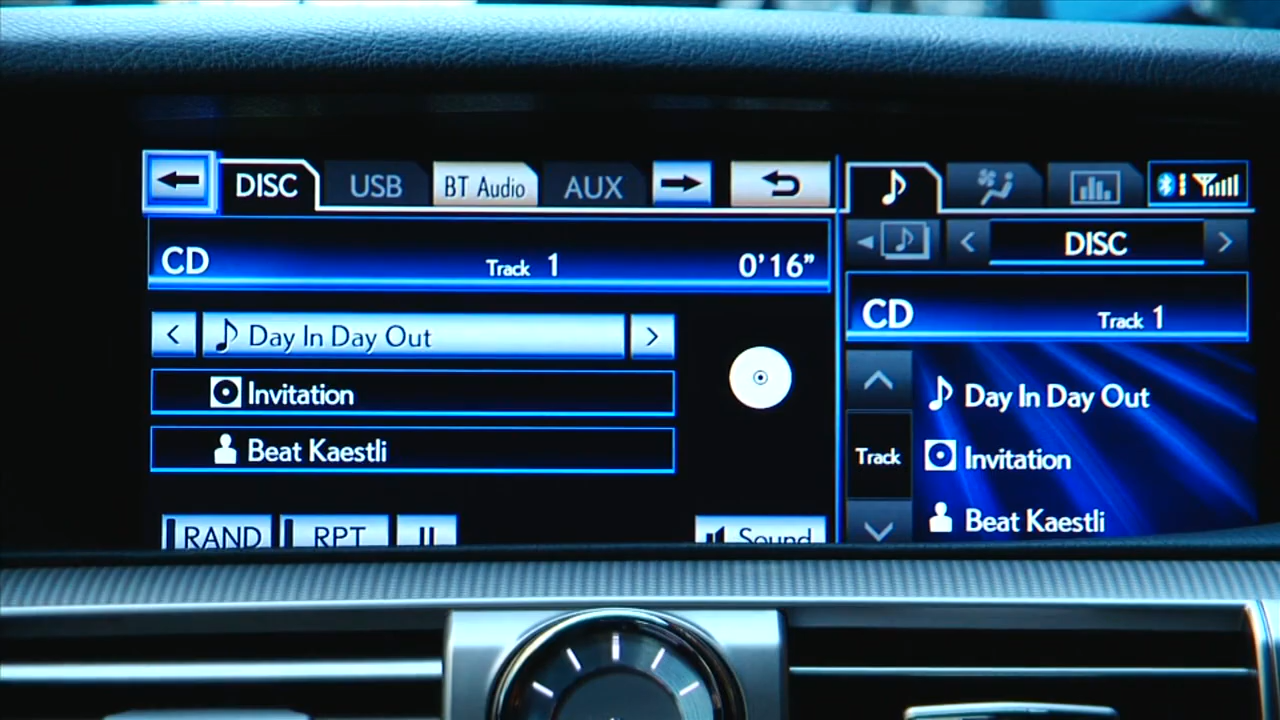 DISC USB BT Audio AUX
CD Track 1 0'16"
Day In Day Out
Invitation
Beat Kaestli
RAND RPT Sound
DISC
CD Track 1
Day In Day Out
Track Invitation
Beat Kaestli